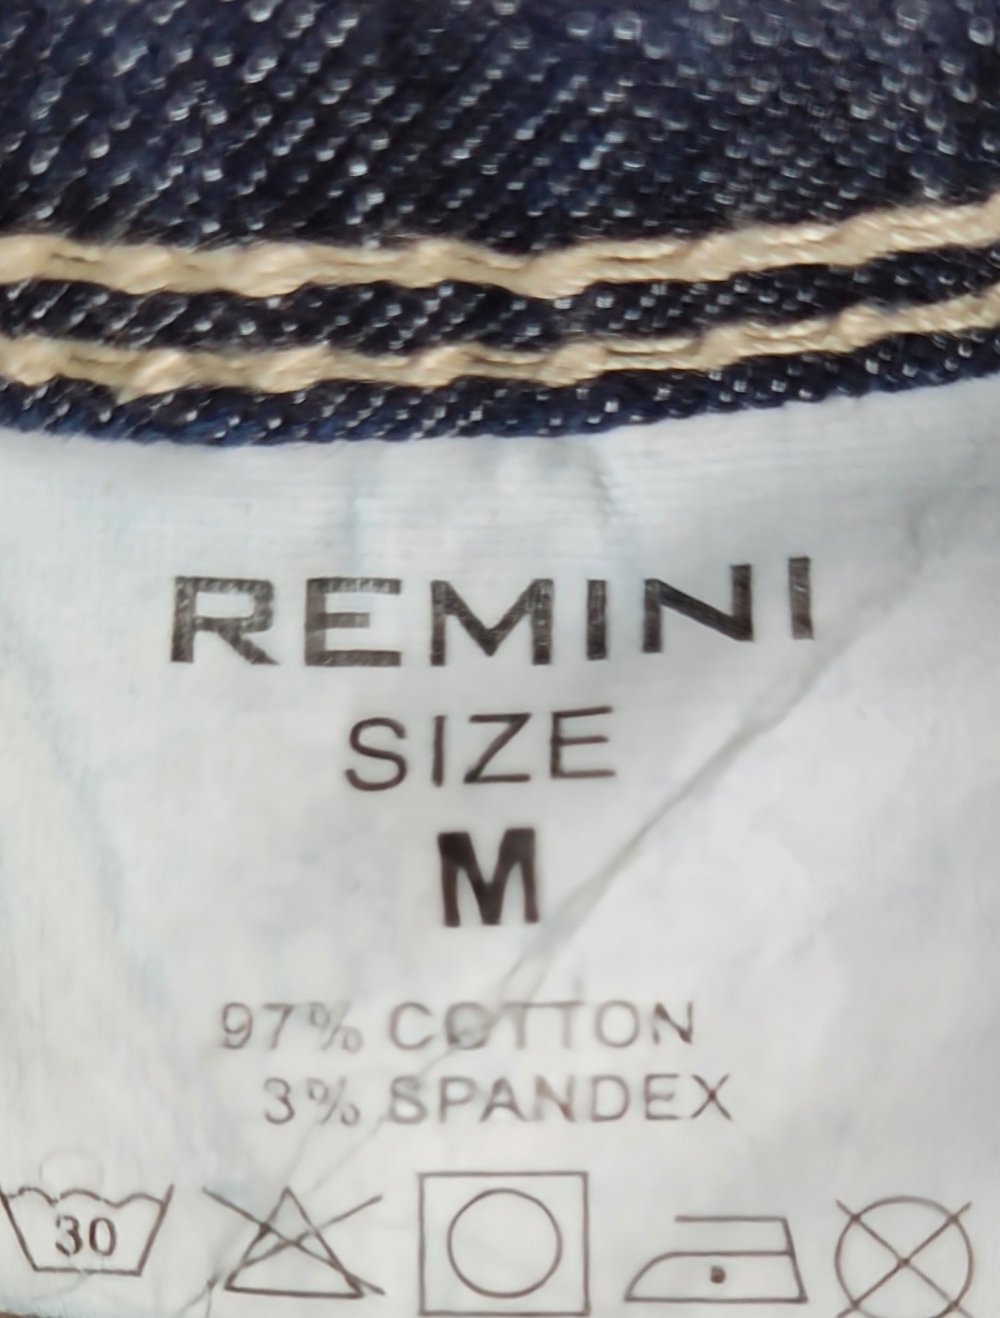 REMINI
SIZE
M
97% COTTON
3% SPANDEX
30